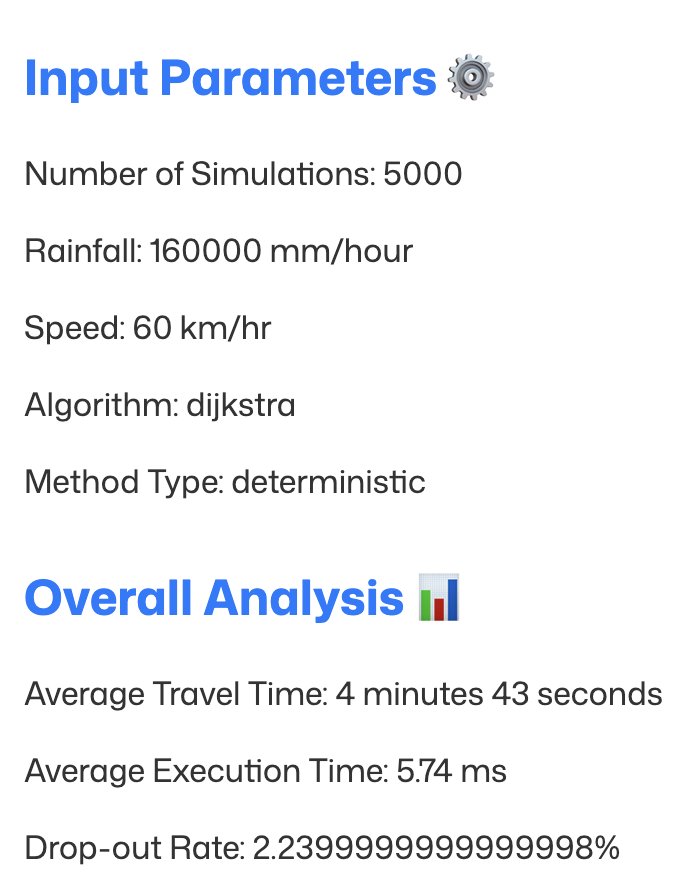 Input Parameters ⚙️
Number of Simulations: 5000
Rainfall: 160000 mm/hour
Speed: 60 km/hr
Algorithm: dijkstra
Method Type: deterministic
Overall Analysis 📊
Average Travel Time: 4 minutes 43 seconds
Average Execution Time: 5.74 ms
Drop-out Rate: 2.2399999999999998%